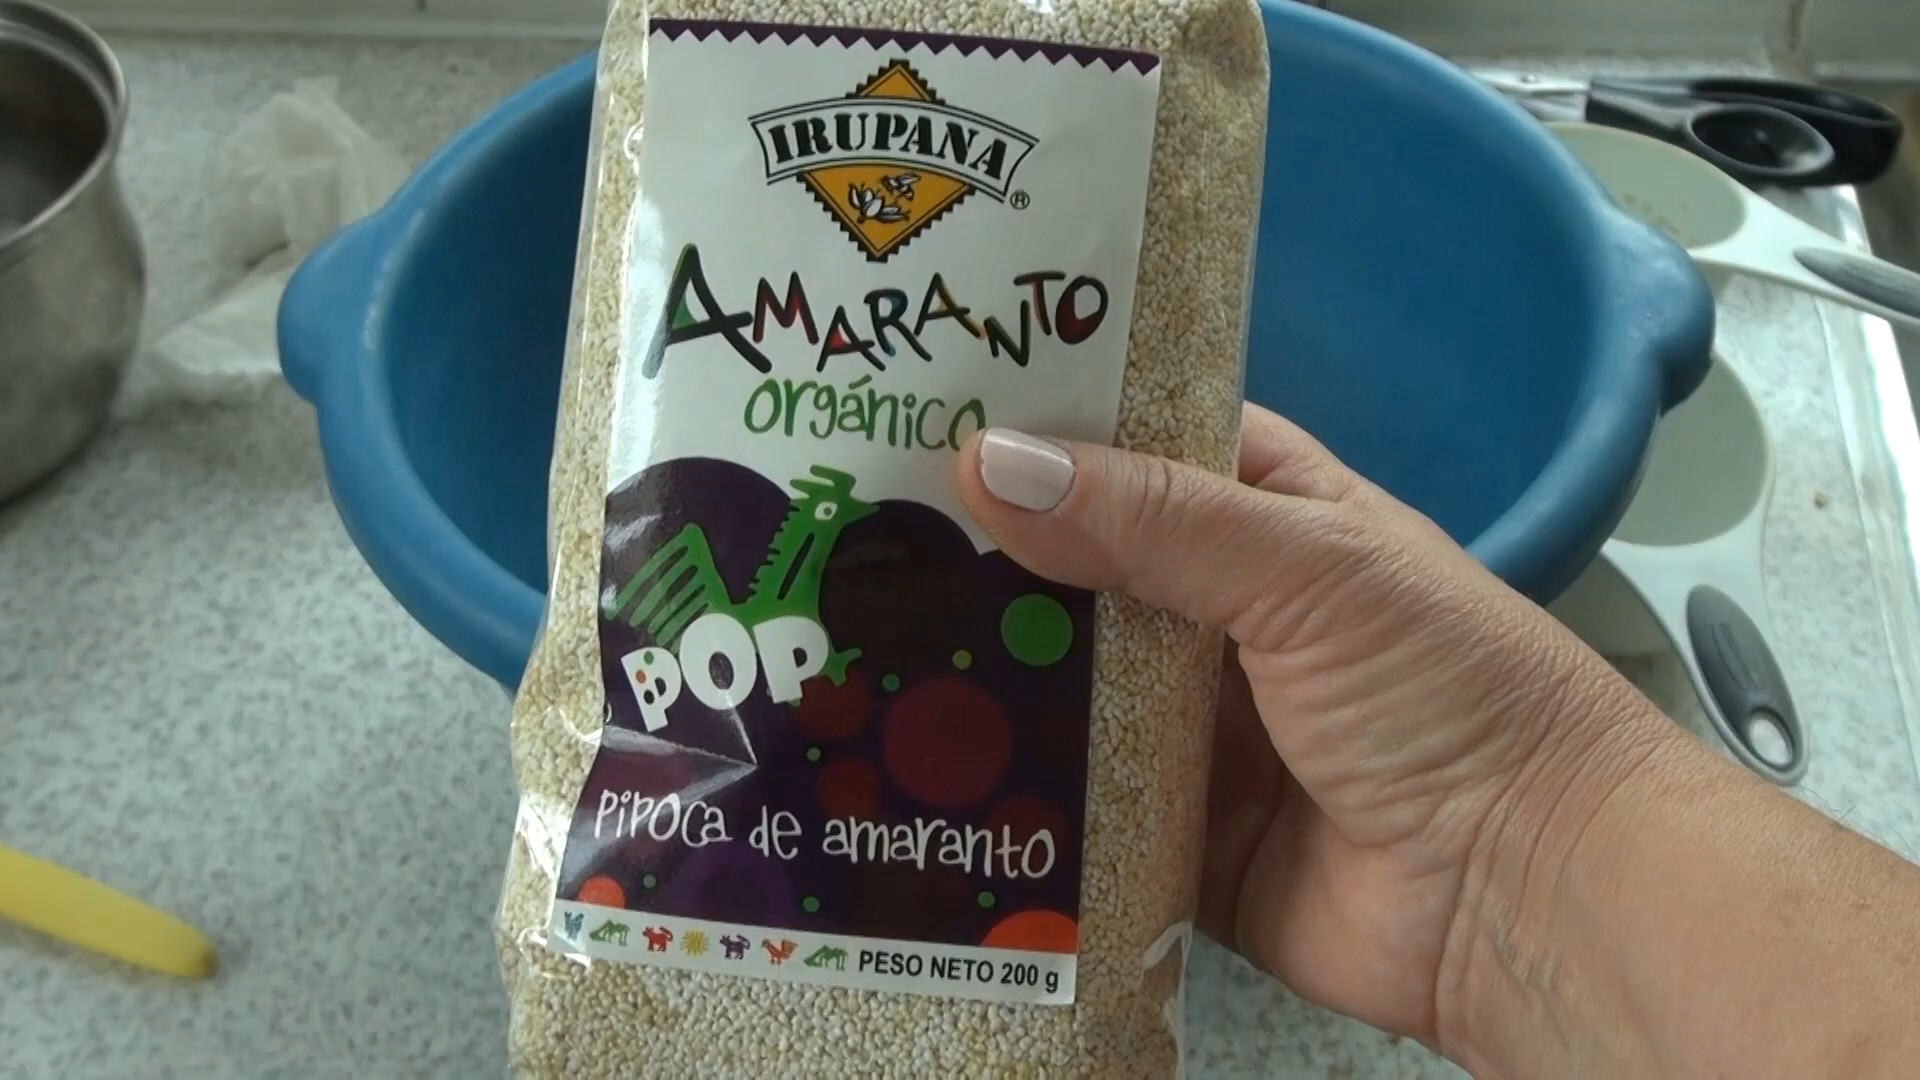 IRUPANA
®
AMARANTO
orgánico
POP
PIPOCA de amaranto
PESO NETO 200 g